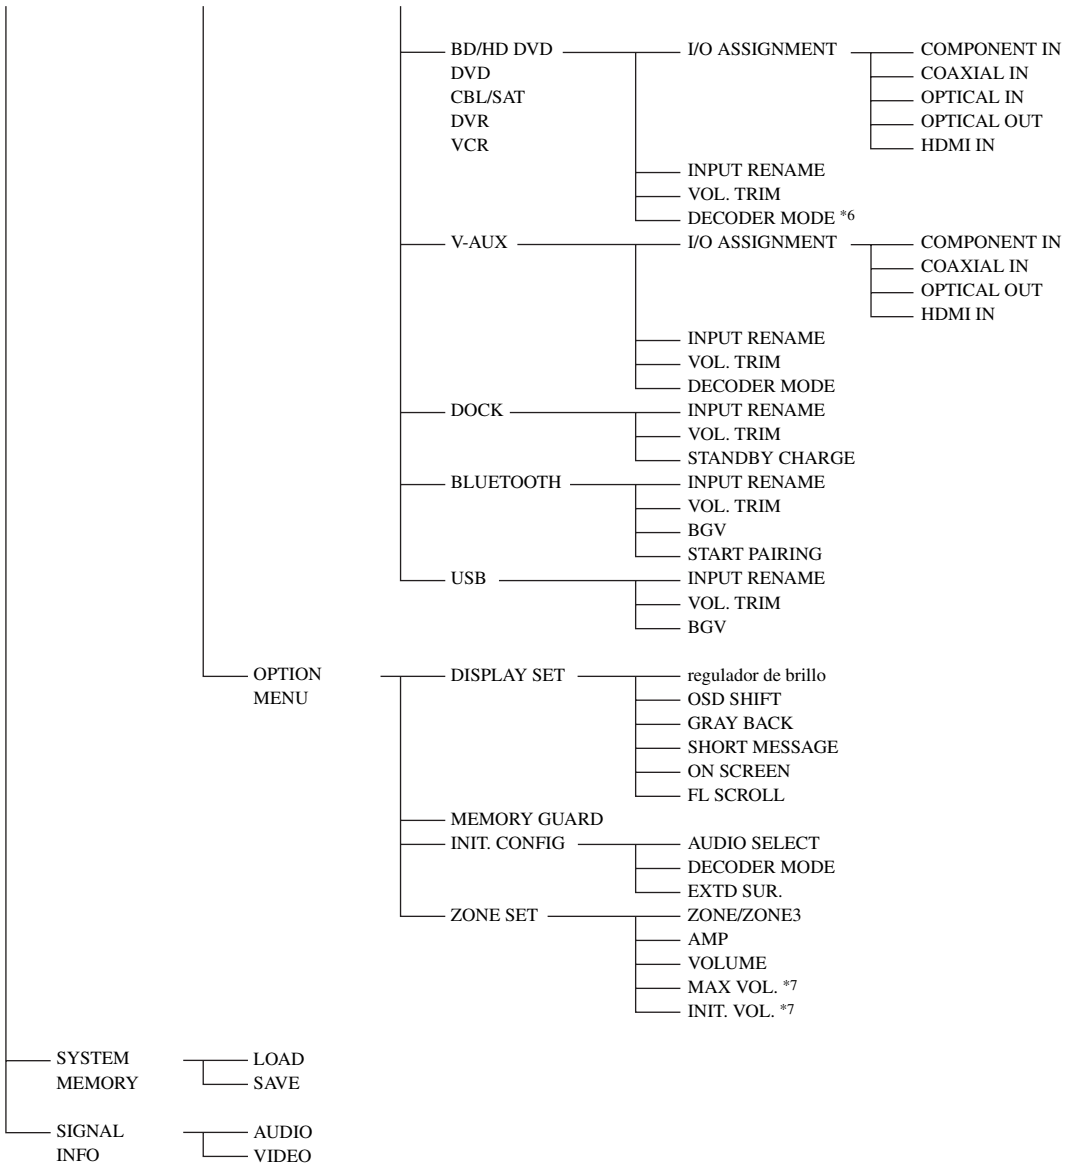 BD/HD DVD I/O ASSIGNMENT COMPONENT IN
DVD COAXIAL IN
CBL/SAT OPTICAL IN
DVR OPTICAL OUT
VCR HDMI IN
INPUT RENAME
VOL. TRIM
DECODER MODE *6
V-AUX I/O ASSIGNMENT COMPONENT IN
COAXIAL IN
OPTICAL OUT
HDMI IN
INPUT RENAME
VOL. TRIM
DECODER MODE
DOCK INPUT RENAME
VOL. TRIM
STANDBY CHARGE
BLUETOOTH INPUT RENAME
VOL. TRIM
BGV
START PAIRING
USB INPUT RENAME
VOL. TRIM
BGV
OPTION DISPLAY SET regulador de brillo
MENU OSD SHIFT
GRAY BACK
SHORT MESSAGE
ON SCREEN
FL SCROLL
MEMORY GUARD
INIT. CONFIG AUDIO SELECT
DECODER MODE
EXTD SUR.
ZONE SET ZONE/ZONE3
AMP
VOLUME
MAX VOL. *7
INIT. VOL. *7
SYSTEM LOAD
MEMORY SAVE
SIGNAL AUDIO
INFO VIDEO